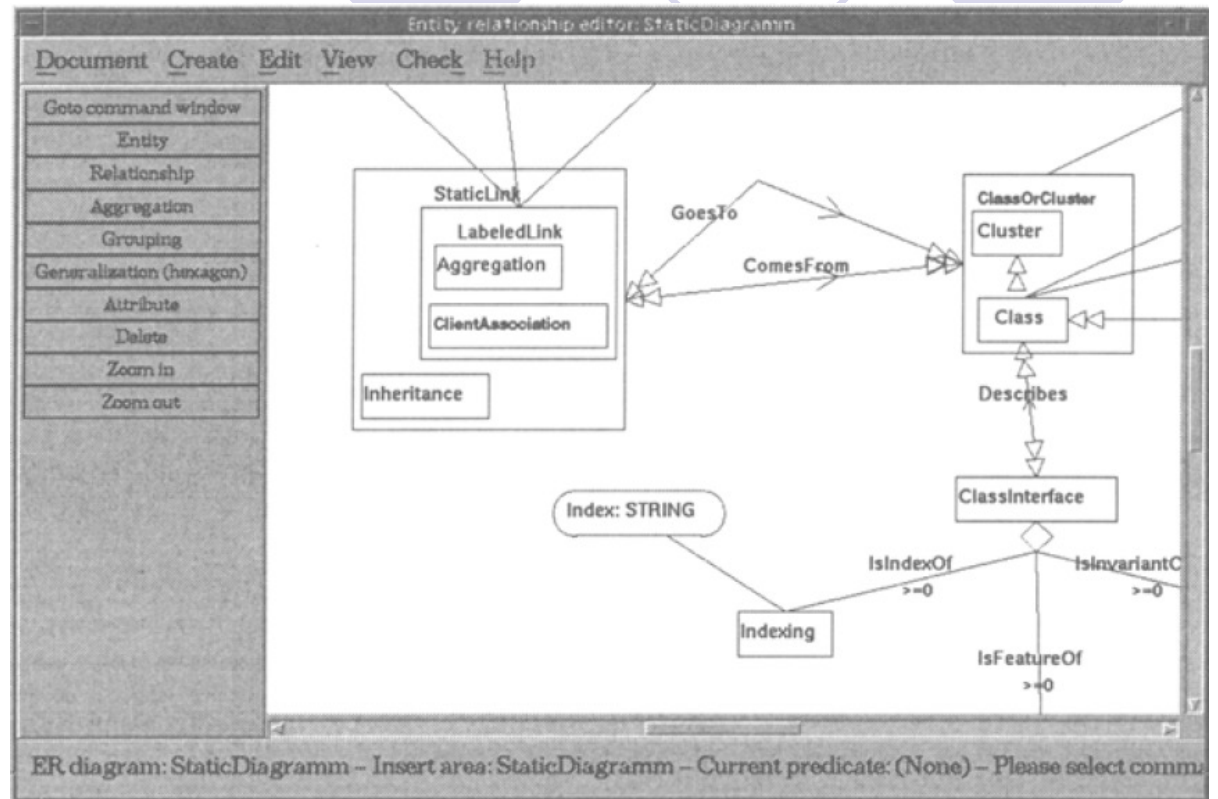 Entity relationship editor: StaticDiagramm
Document Create Edit View Check Help
Goto command window
Entity
Relationship
Aggregation
Grouping
Generalization (hexagon)
Attribute
Delete
Zoom in
Zoom out
StaticLink
LabeledLink
Aggregation
ClientAssociation
Inheritance
GoesTo
ComesFrom
ClassOrCluster
Cluster
Class
Describes
ClassInterface
Index: STRING
IsIndexOf
>=0
IsInvariantC
>=0
Indexing
IsFeatureOf
>=0
ER diagram: StaticDiagramm – Insert area: StaticDiagramm – Current predicate: (None) – Please select comma